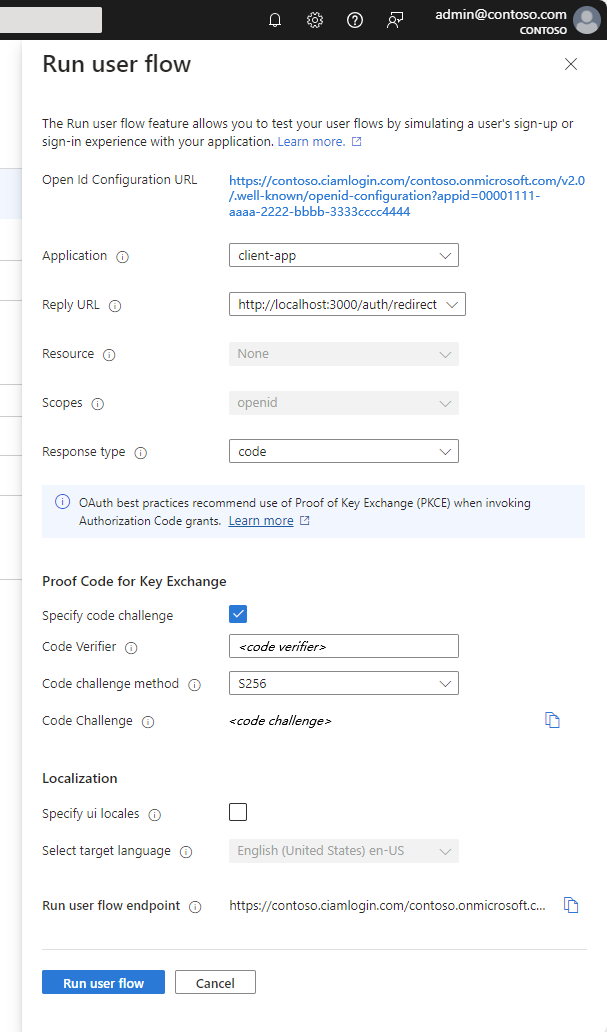 admin@contoso.com
CONTOSO
Run user flow
The Run user flow feature allows you to test your user flows by simulating a user's sign-up or
sign-in experience with your application. Learn more.
Open Id Configuration URL
https://contoso.ciamlogin.com/contoso.onmicrosoft.com/v2.0
/.well-known/openid-configuration?appid=00001111-
aaaa-2222-bbbb-3333cccc4444
Application client-app
Reply URL http://localhost:3000/auth/redirect
Resource None
Scopes openid
Response type code
OAuth best practices recommend use of Proof of Key Exchange (PKCE) when invoking
Authorization Code grants. Learn more
Proof Code for Key Exchange
Specify code challenge
Code Verifier <code verifier>
Code challenge method S256
Code Challenge <code challenge>
Localization
Specify ui locales
Select target language English (United States) en-US
Run user flow endpoint https://contoso.ciamlogin.com/contoso.onmicrosoft.c...
Run user flow Cancel